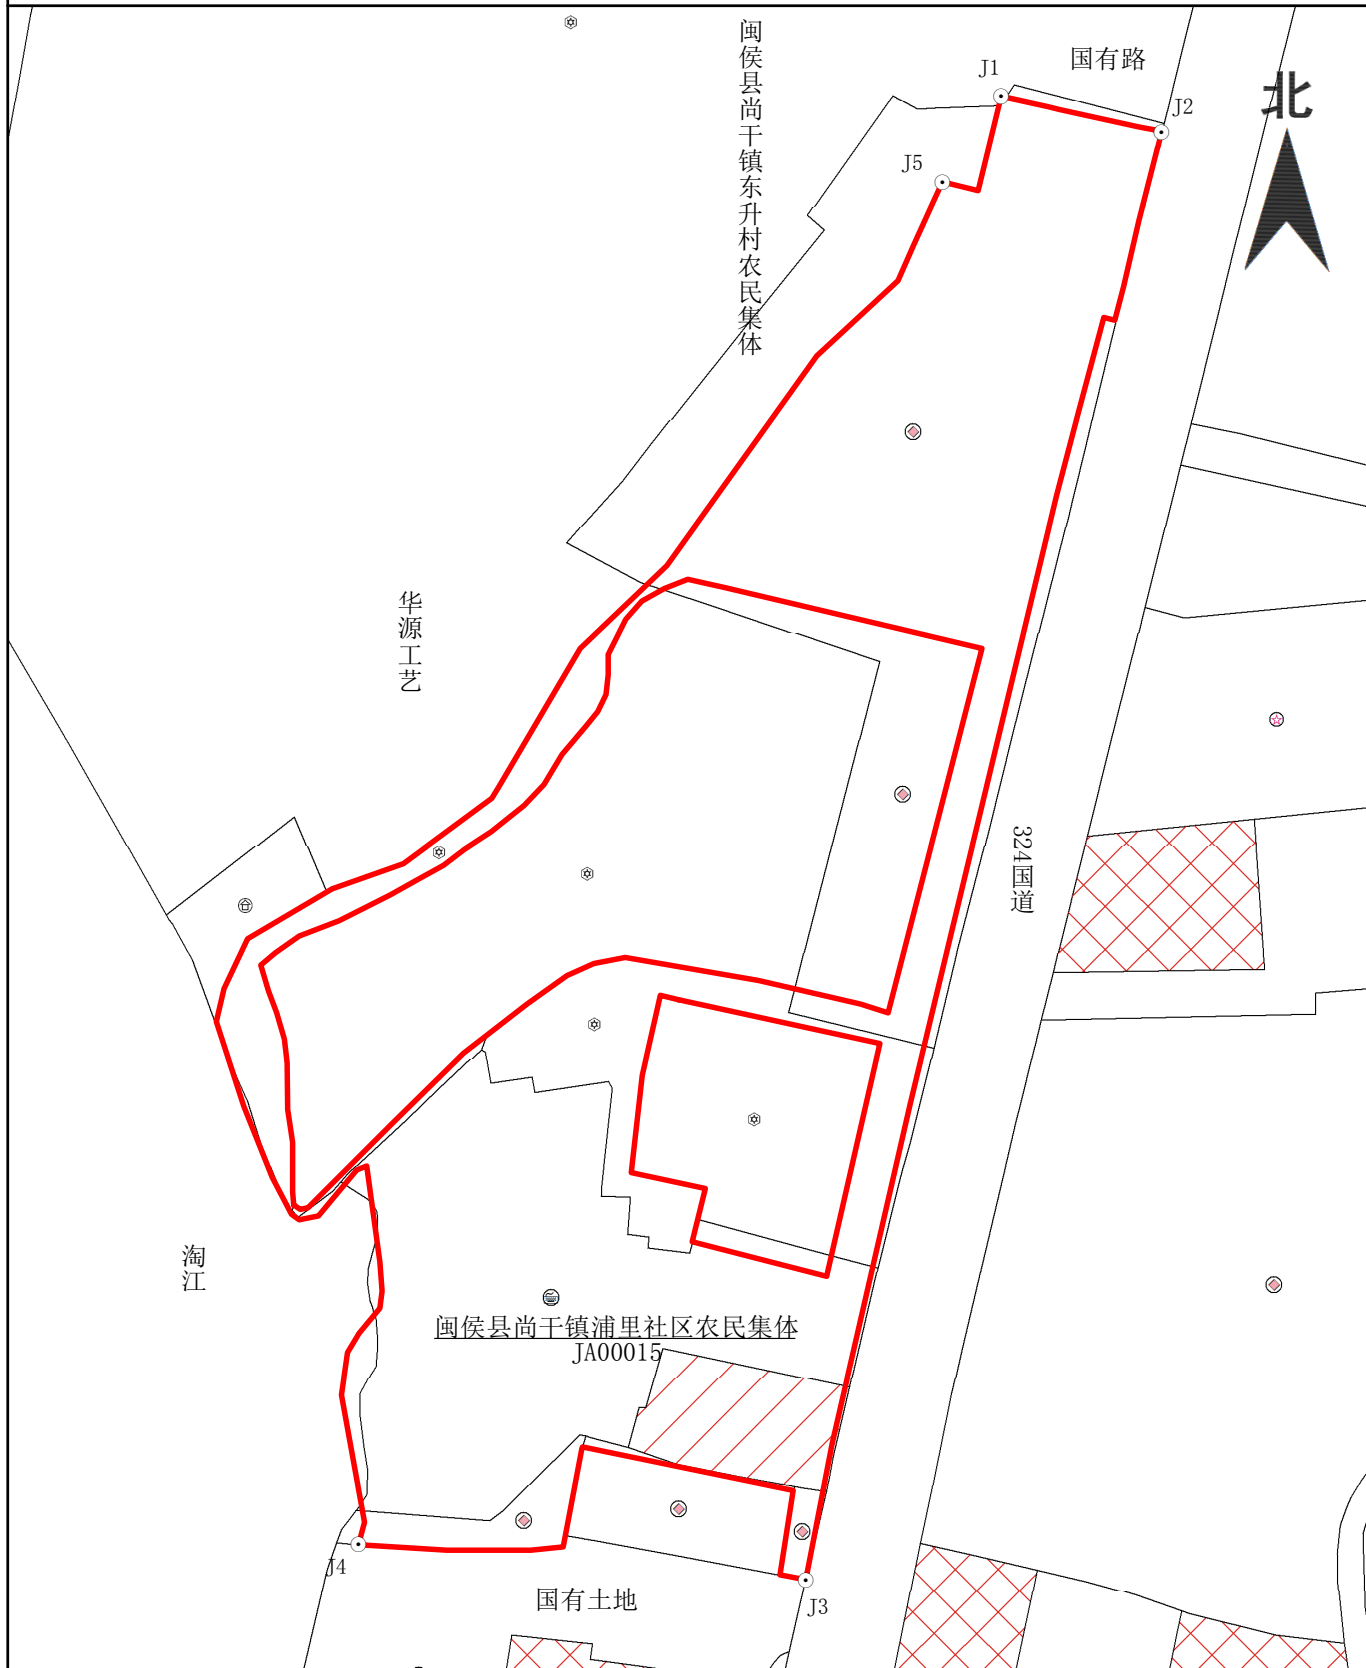 闽侯县尚干镇东升村农民集体
国有路
J1
J2
北
J5
华源工艺
324国道
淘江
闽侯县尚干镇浦里社区农民集体
JA00015
J4
国有土地
J3